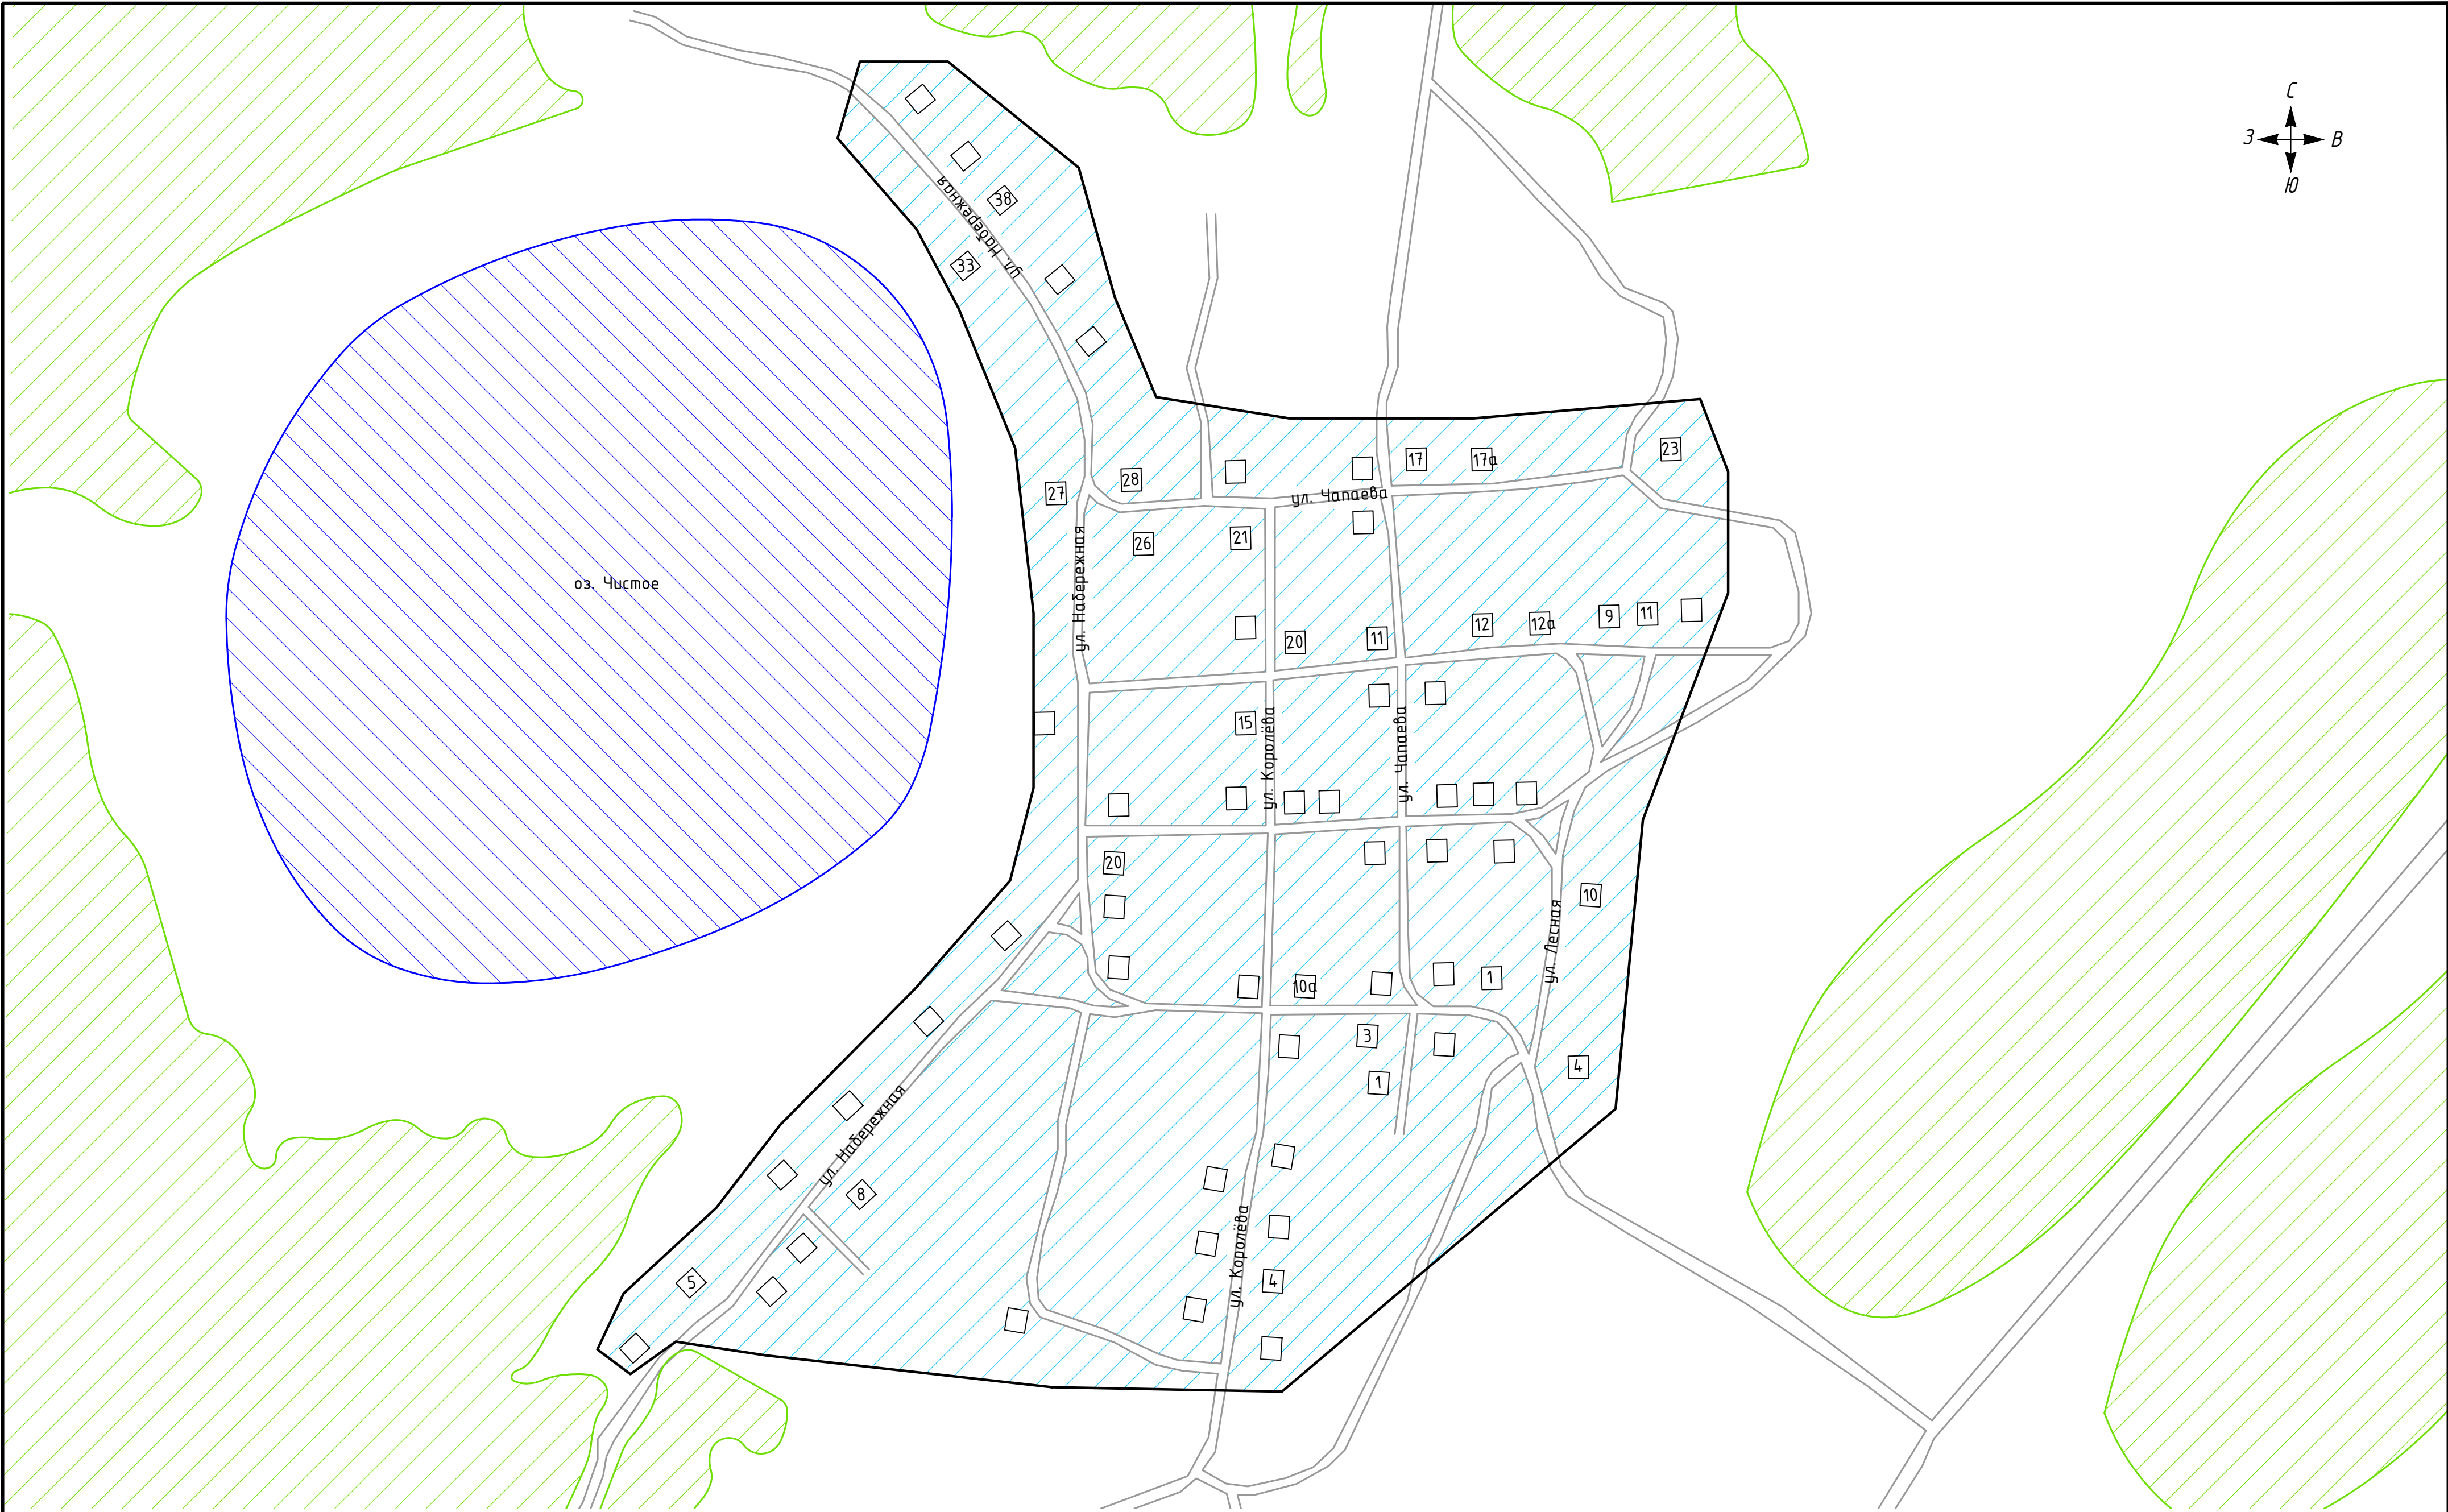 С
З
В
Ю
38
ул. Набережная
33
23
17
17а
28
27
ул. Чапаева
21
26
ул. Набережная
оз. Чистое
9
11
12
12а
11
20
15
ул. Королёва
ул. Чапаева
20
10
ул. Лесная
1
10а
3
4
1
ул. Набережная
8
ул. Королёва
5
4